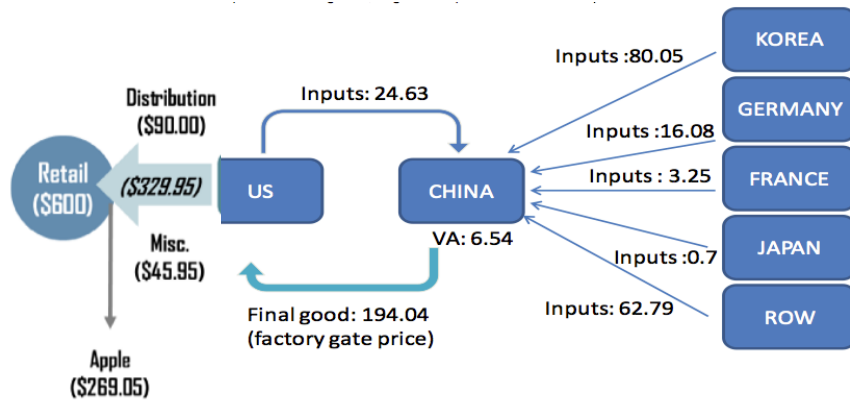 KOREA
Inputs :80.05
Inputs: 24.63
Distribution
($90.00)
GERMANY
Inputs :16.08
Retail
($600)
($329.95)
US
CHINA
Inputs : 3.25
FRANCE
Misc.
($45.95)
VA: 6.54
JAPAN
Inputs :0.7
Inputs: 62.79
ROW
Final good: 194.04
(factory gate price)
Apple
($269.05)